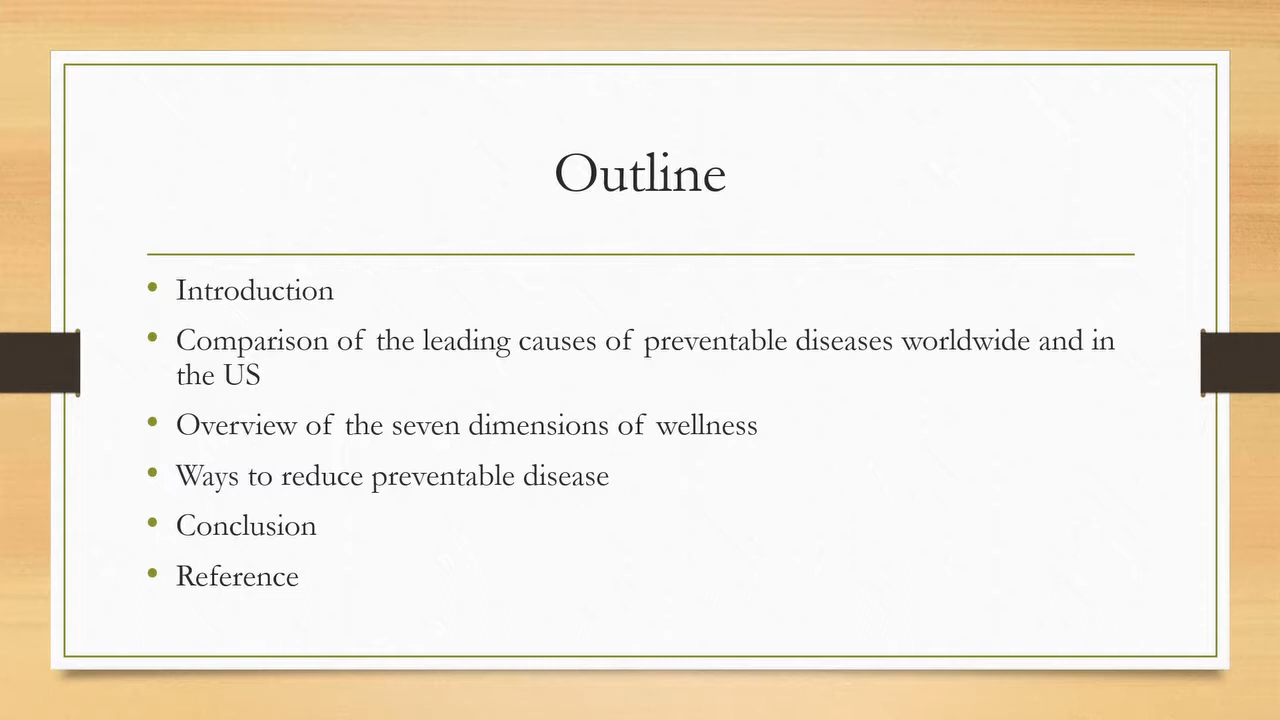 Outline
• Introduction
• Comparison of the leading causes of preventable diseases worldwide and in
the US
• Overview of the seven dimensions of wellness
• Ways to reduce preventable disease
• Conclusion
• Reference